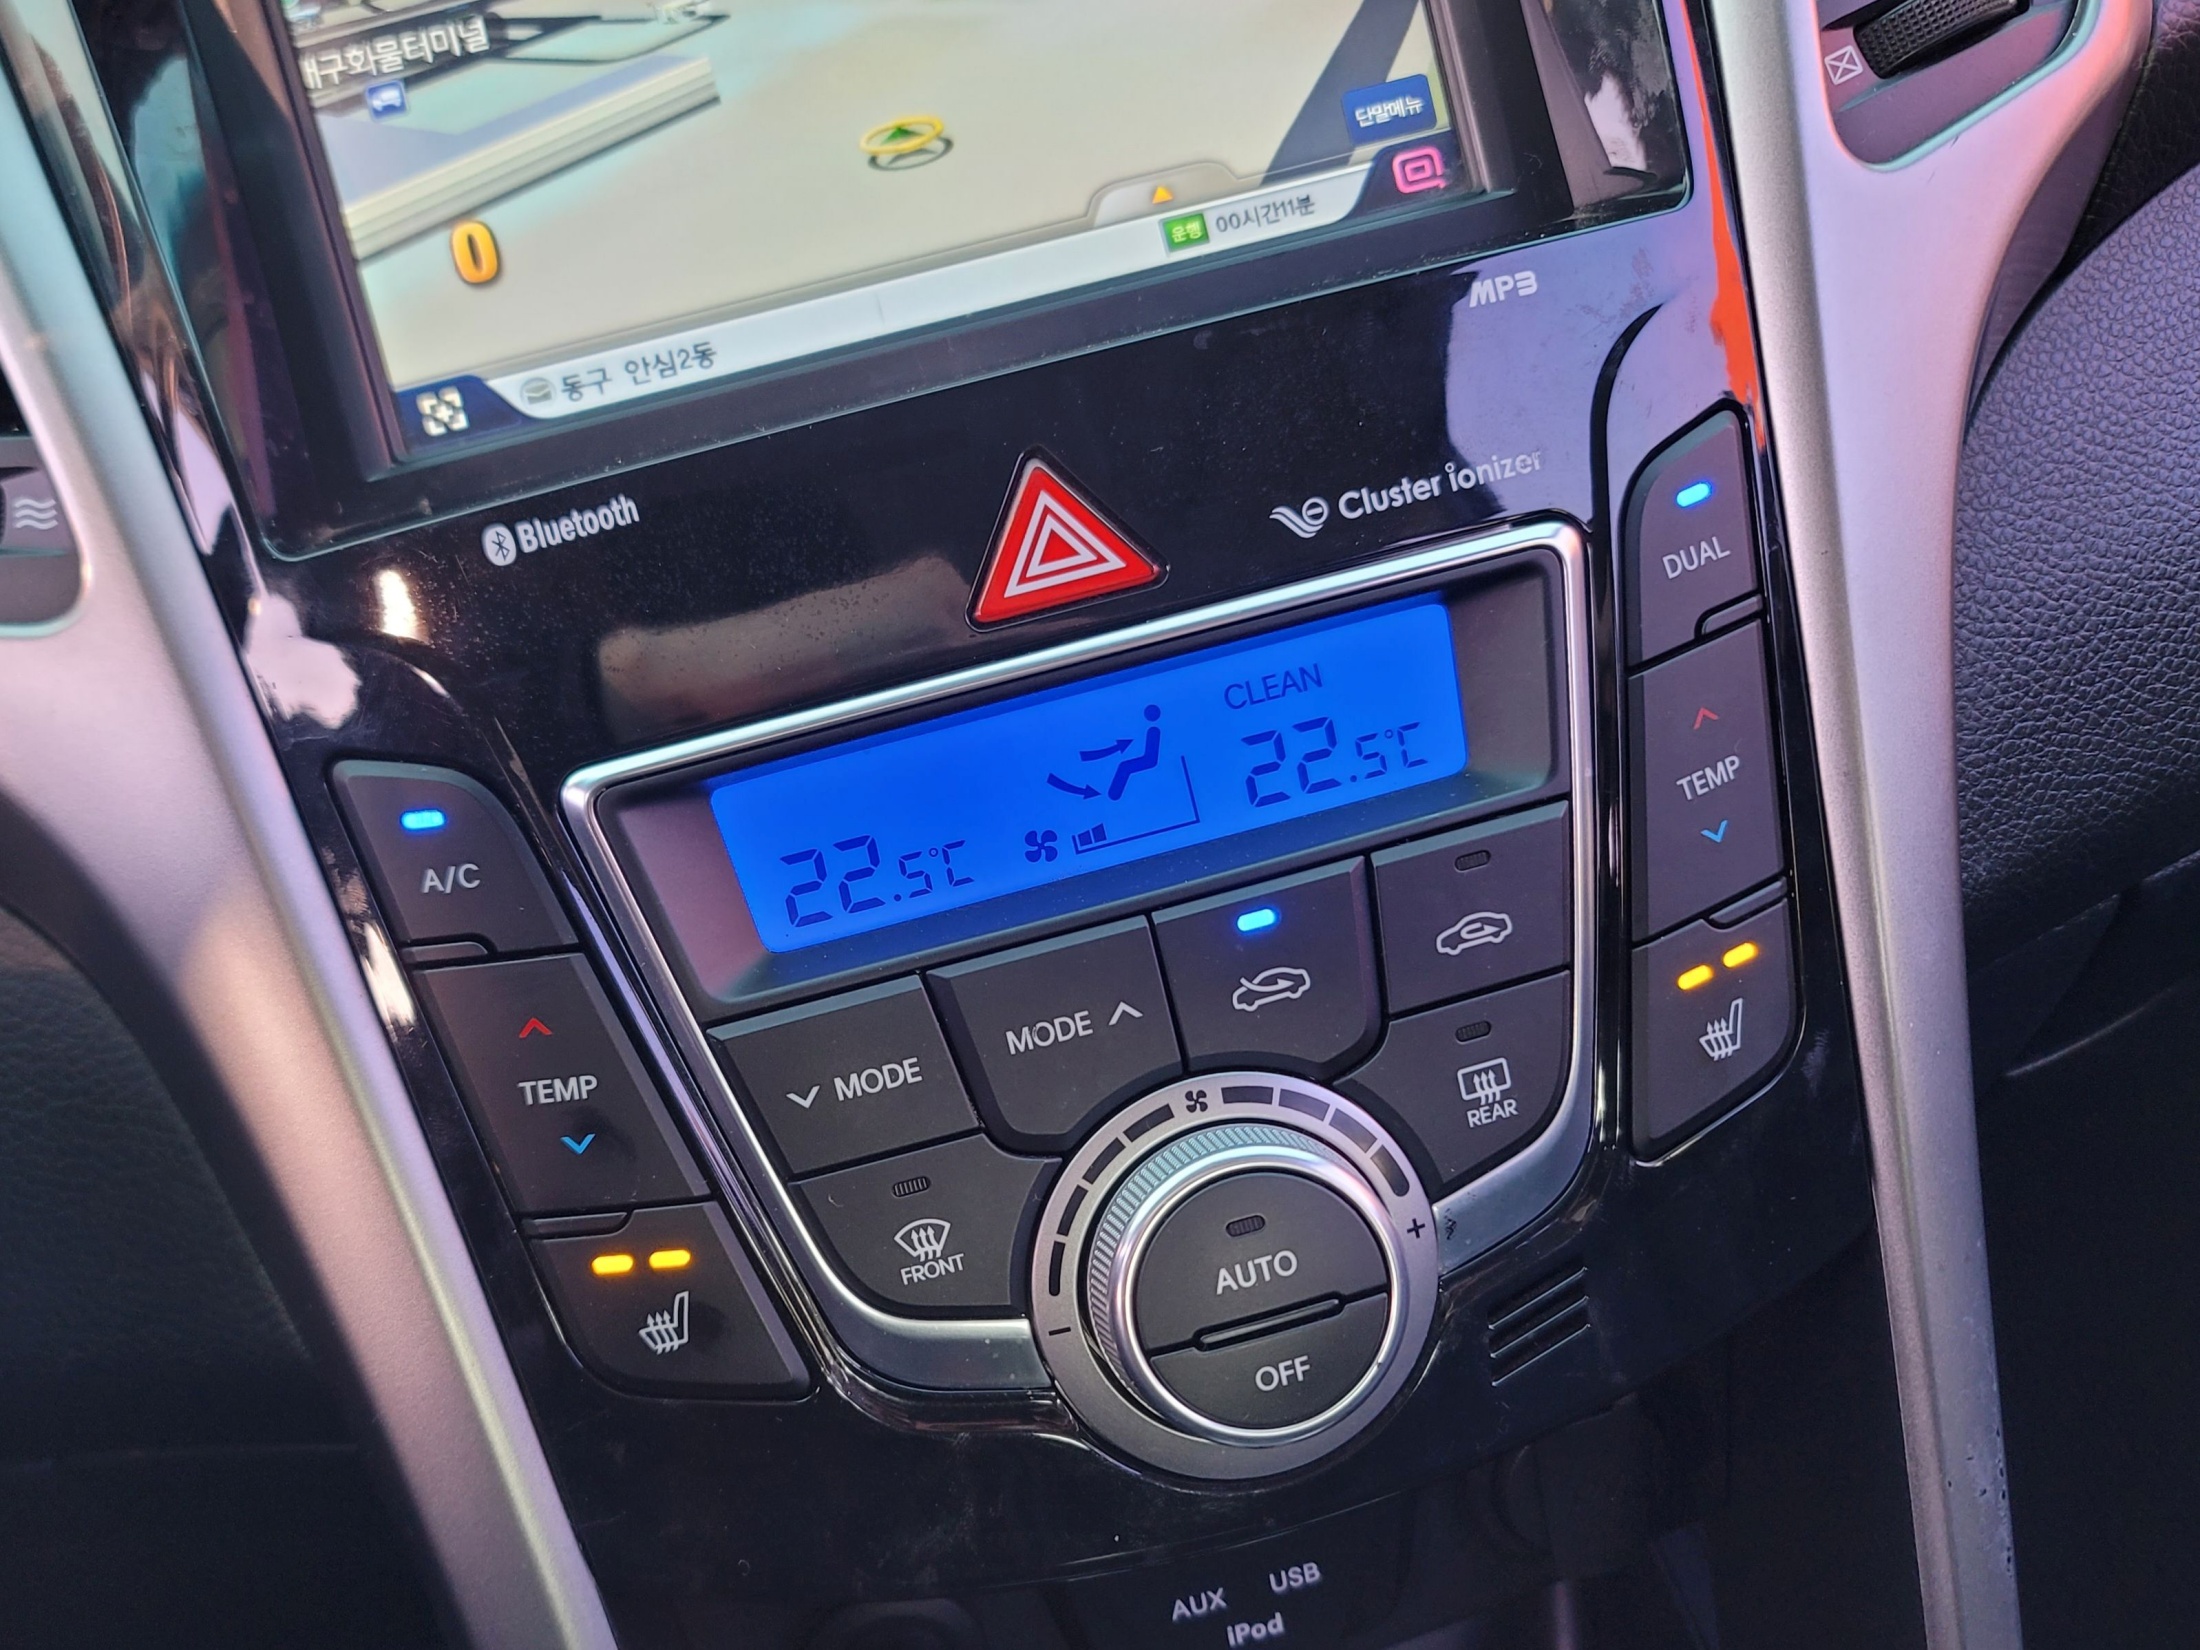 대구화물터미널
단말메뉴
0
운행 00시간11분
동구 안심2동
MP3
Bluetooth
Cluster ionizer
DUAL
CLEAN
22.5℃
22.5℃
A/C
TEMP
TEMP
MODE
MODE
REAR
FRONT
AUTO
OFF
- +
AUX USB
iPod